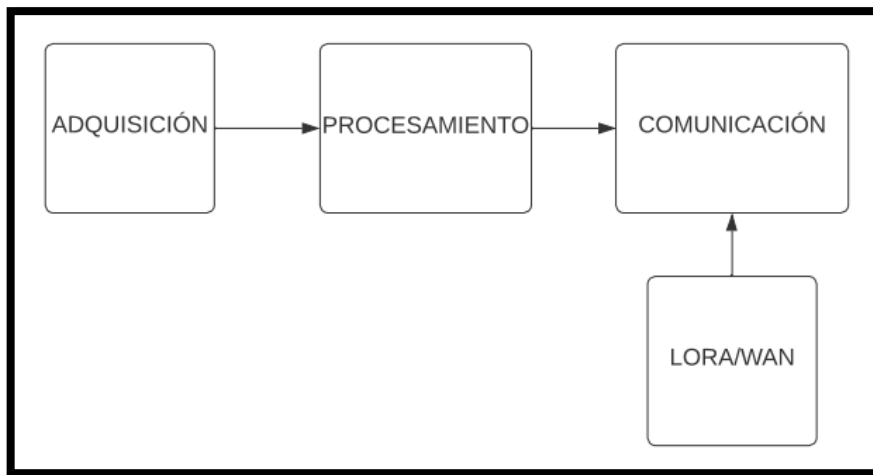 ADQUISICIÓN
PROCESAMIENTO
COMUNICACIÓN
LORA/WAN